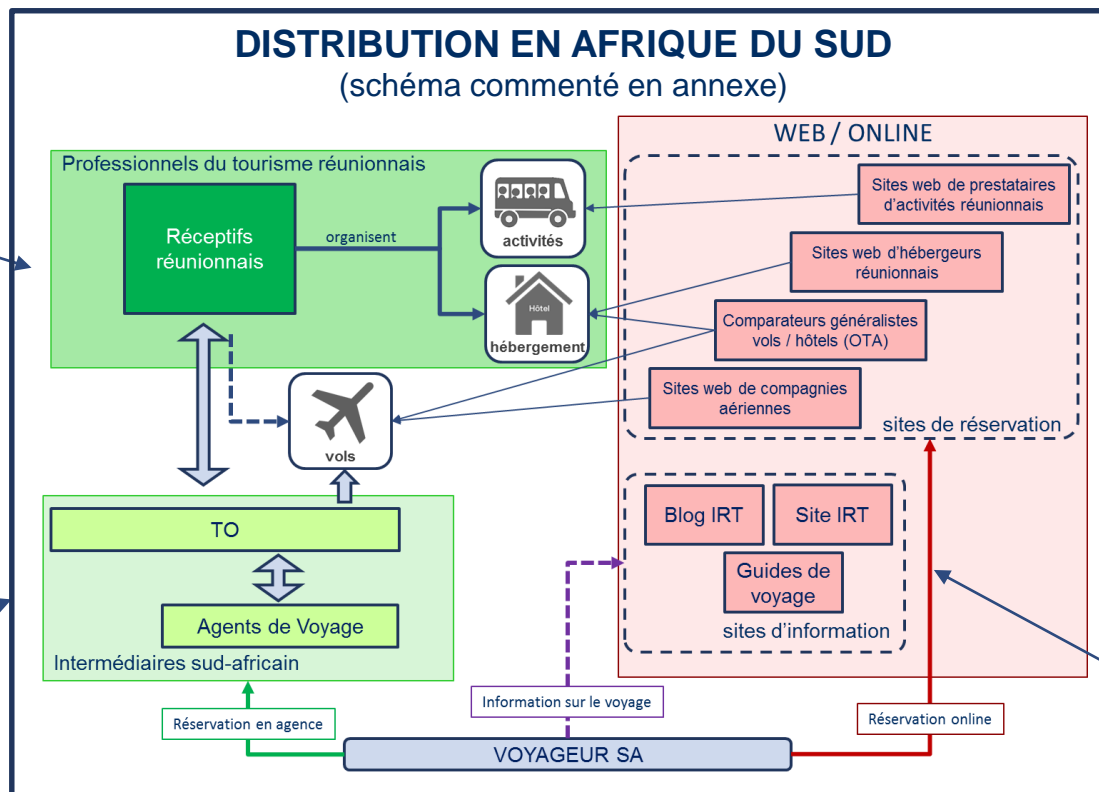 DISTRIBUTION EN AFRIQUE DU SUD
(schéma commenté en annexe)
Professionnels du tourisme réunionnais
Réceptifs
réunionnais
organisent
activités
Hôtel
hébergement
vols
WEB / ONLINE
Sites web de prestataires
d'activités réunionnais
Sites web d'hébergeurs
réunionnais
Comparateurs généralistes
vols / hôtels (OTA)
Sites web de compagnies
aériennes
sites de réservation
TO
Agents de Voyage
Intermédiaires sud-africain
Blog IRT
Site IRT
Guides de
voyage
sites d'information
Réservation en agence
Information sur le voyage
Réservation online
VOYAGEUR SA